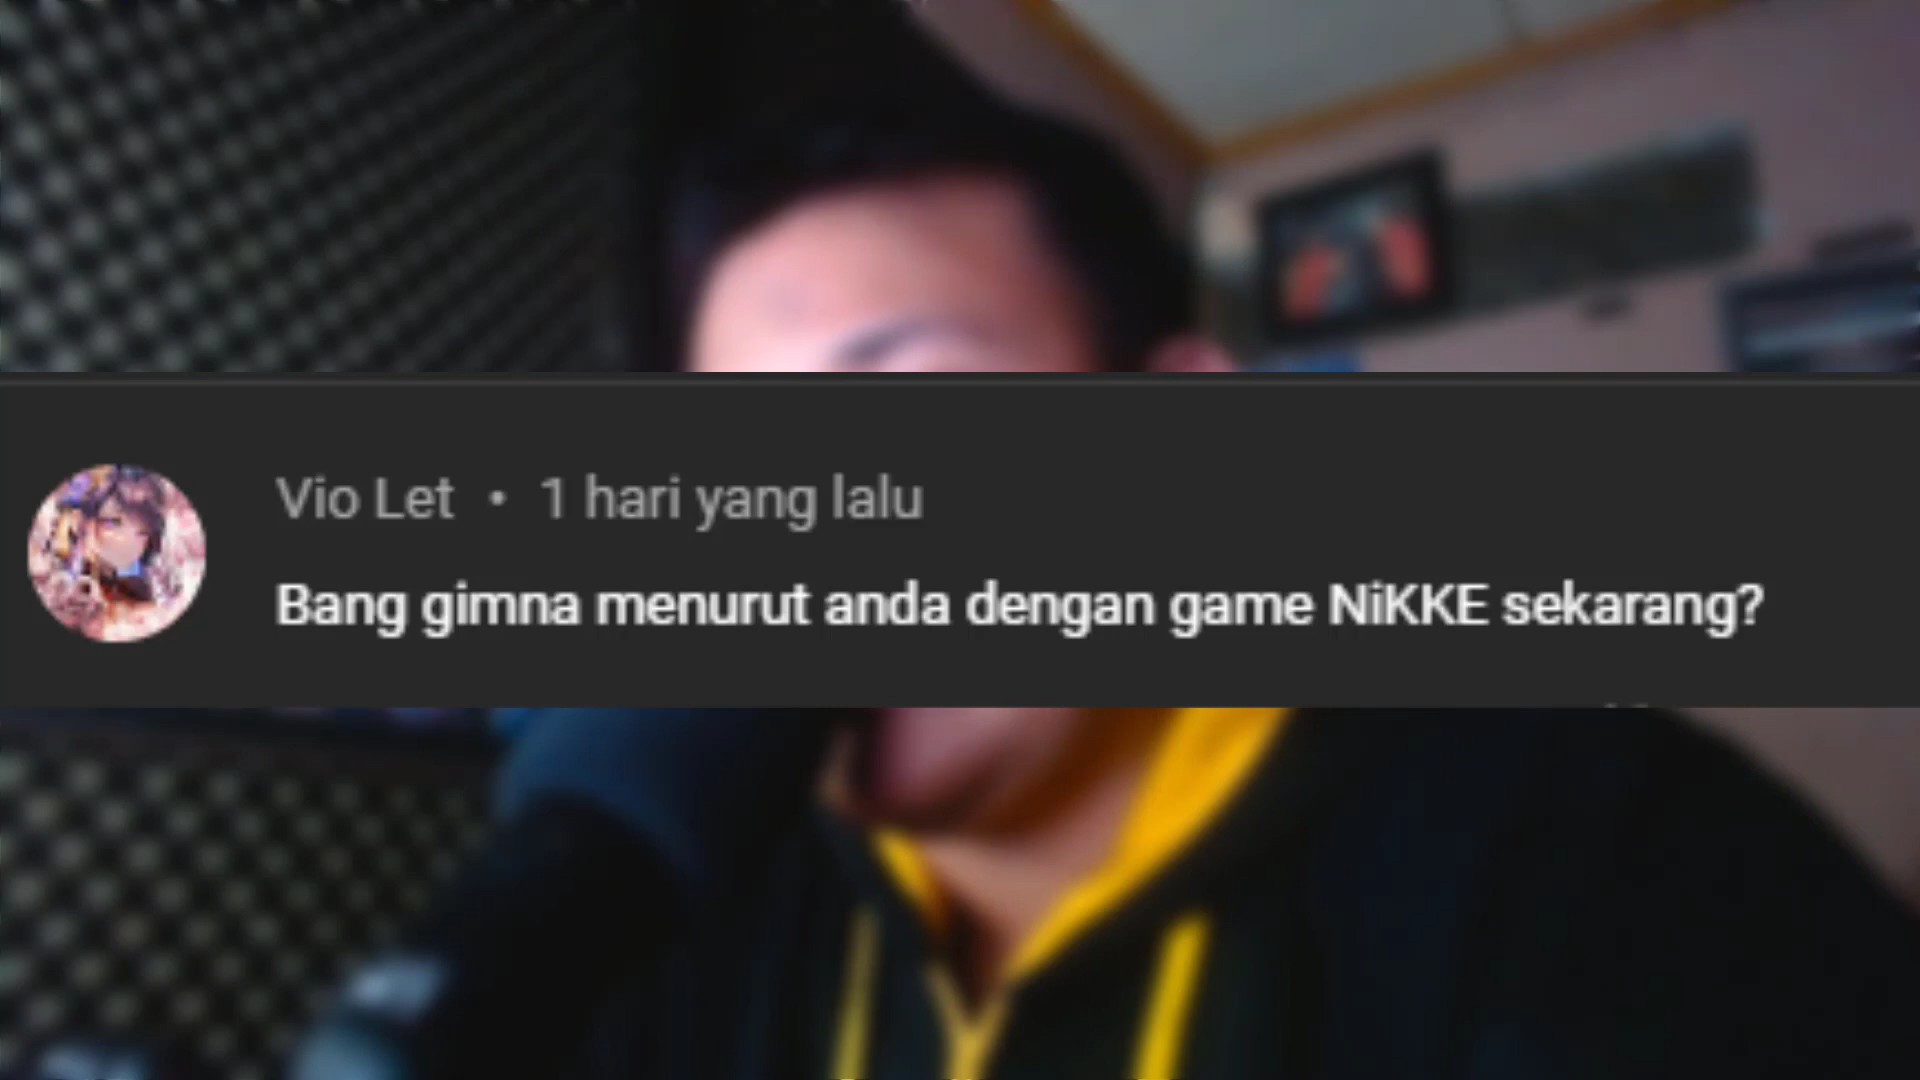 Vio Let • 1 hari yang lalu
Bang gimna menurut anda dengan game NiKKE sekarang?